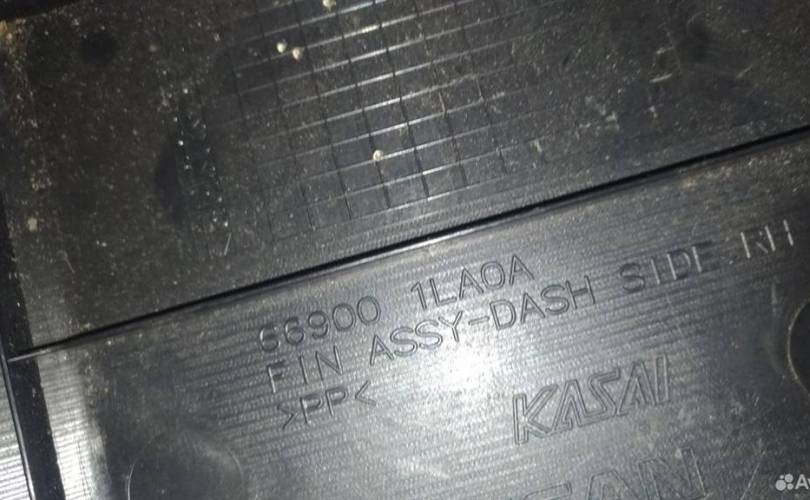 66900 1LA0A
FIN ASSY-DASH SIDE RH
>PP<
KASAI